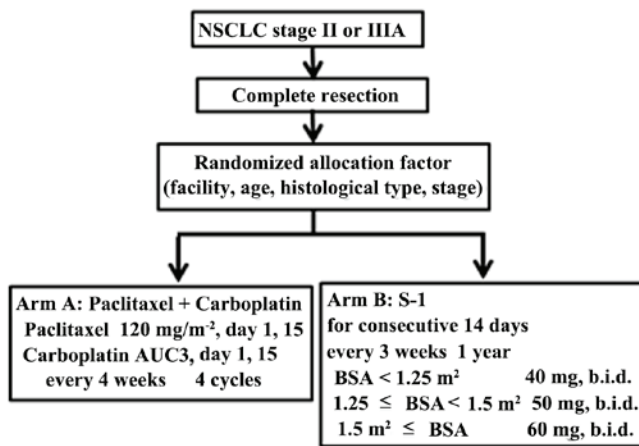 NSCLC stage II or IIIA
Complete resection
Randomized allocation factor
(facility, age, histological type, stage)
Arm A: Paclitaxel + Carboplatin
Paclitaxel 120 mg/m⁻², day 1, 15
Carboplatin AUC3, day 1, 15
every 4 weeks 4 cycles
Arm B: S-1
for consecutive 14 days
every 3 weeks 1 year
BSA < 1.25 m² 40 mg, b.i.d.
1.25 ≤ BSA < 1.5 m² 50 mg, b.i.d.
1.5 m² ≤ BSA 60 mg, b.i.d.